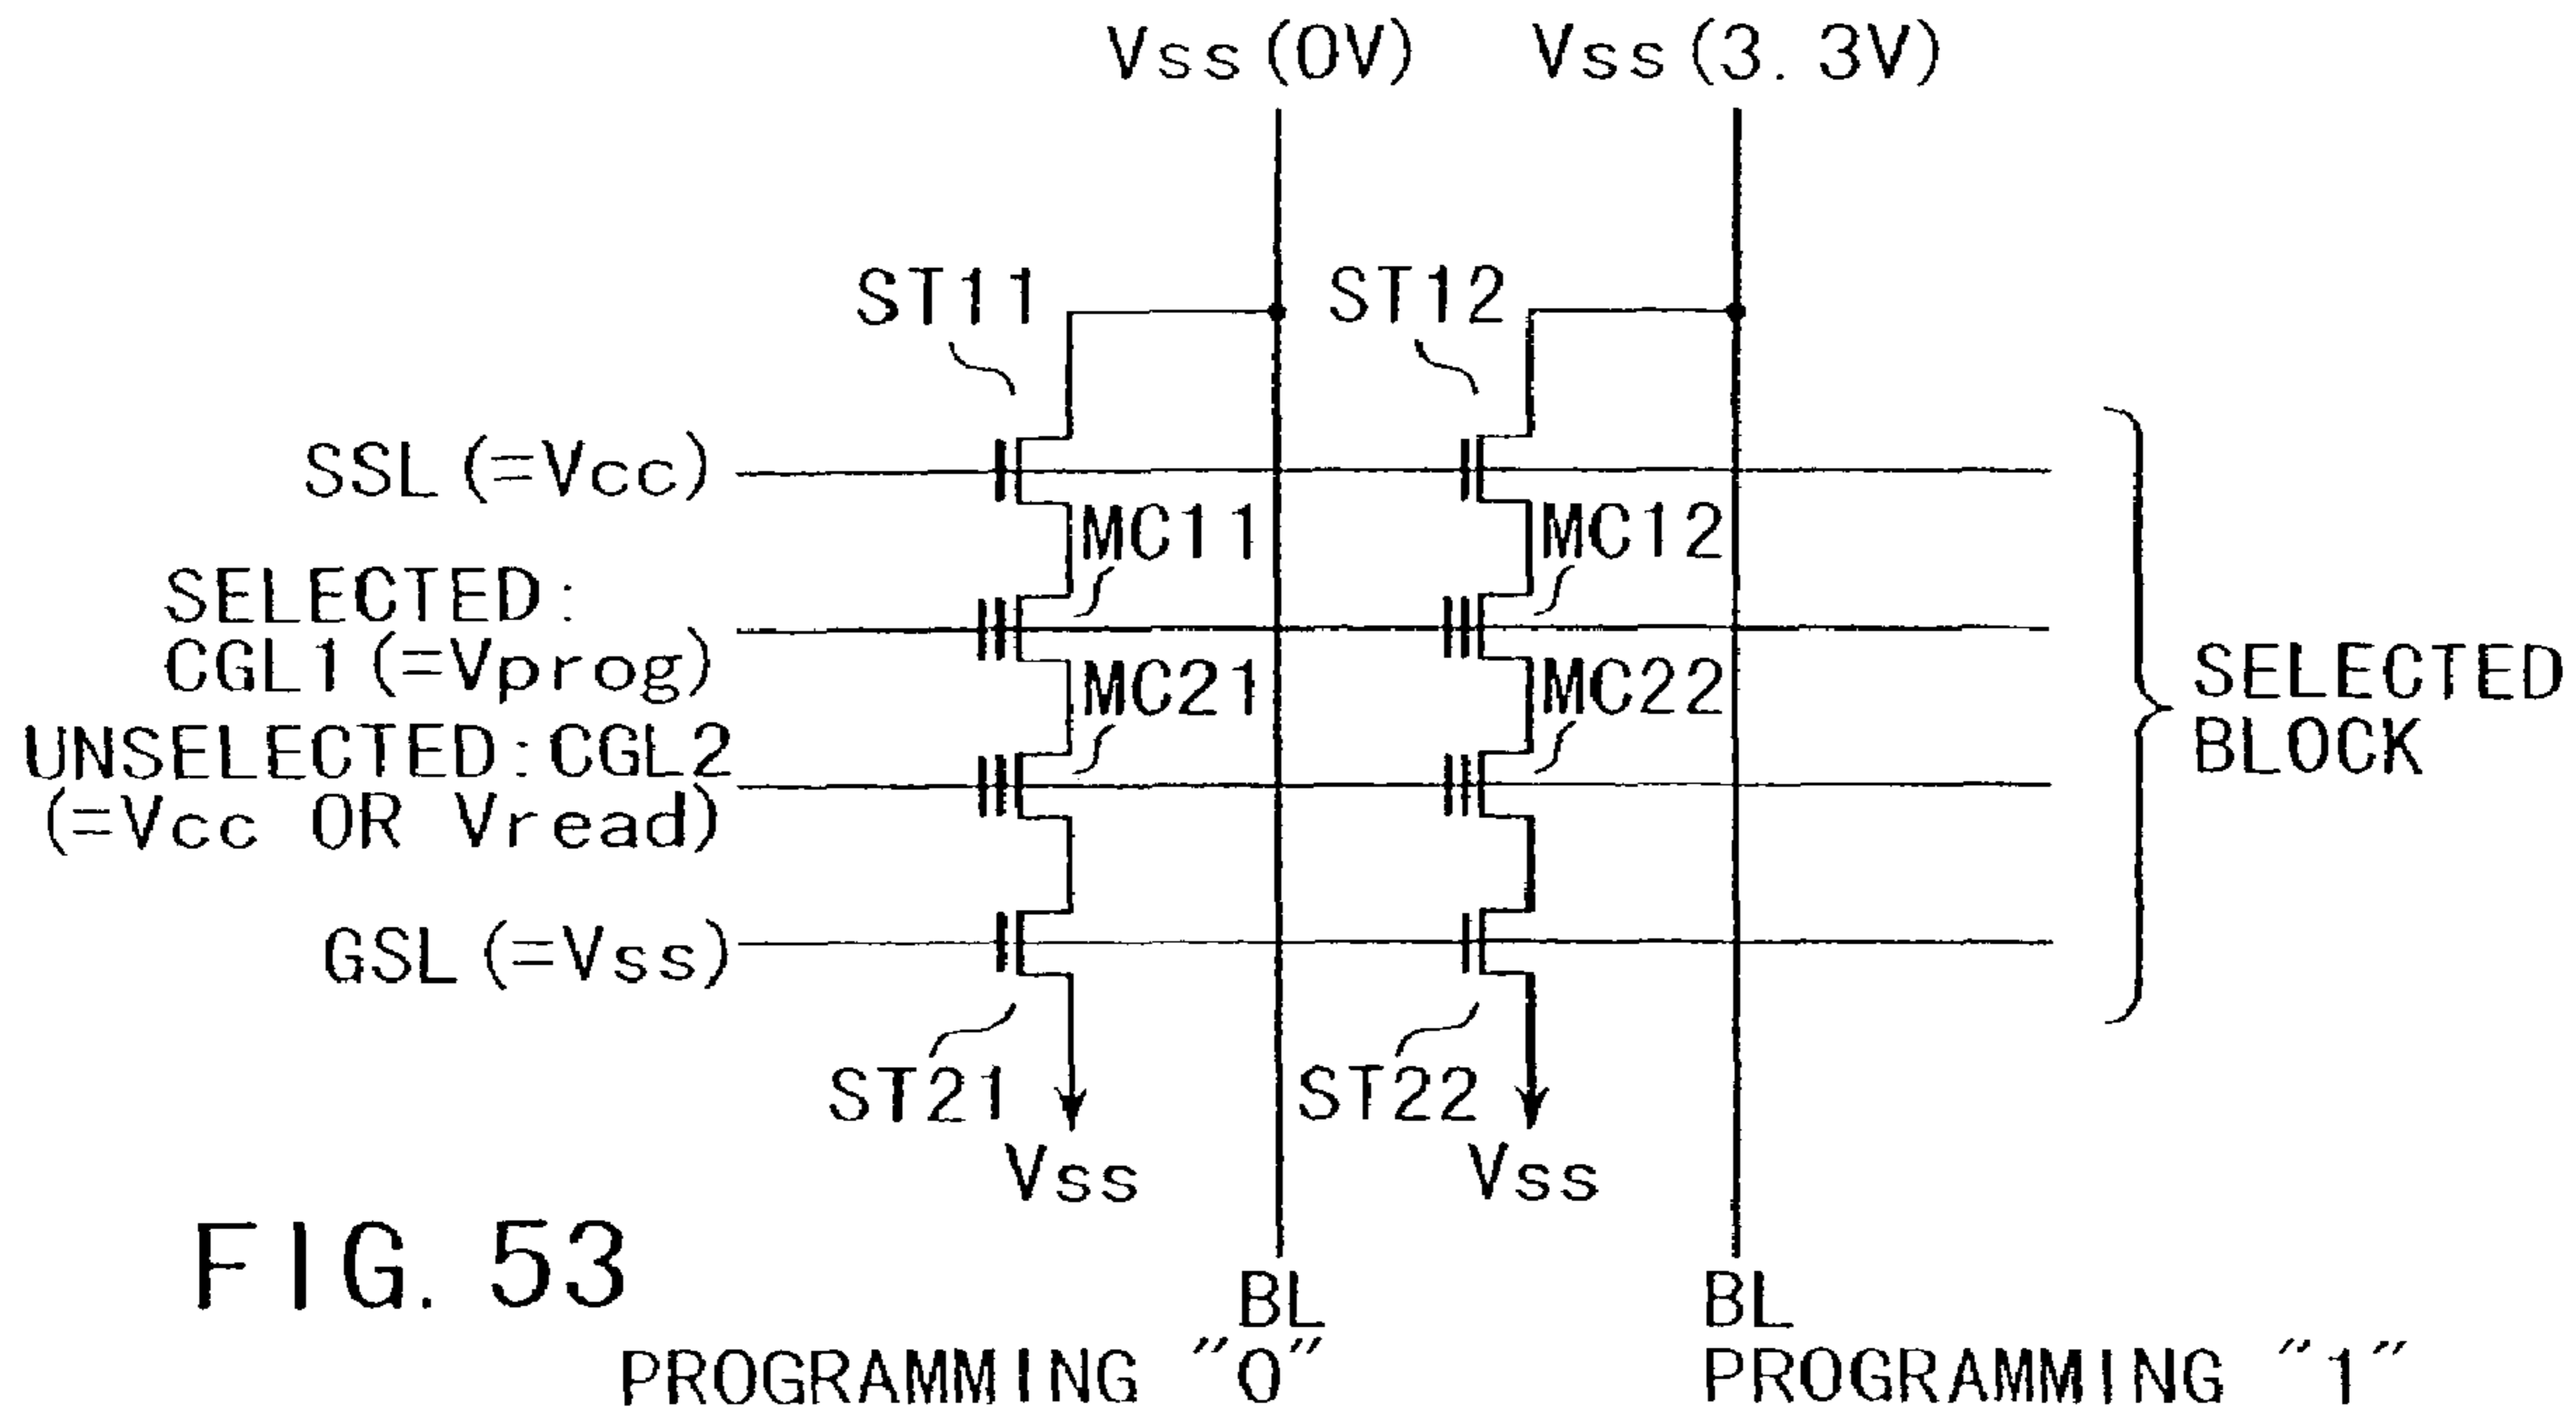 Vss(0V)
Vss(3.3V)
ST11
ST12
SSL(=Vcc)
MC11
MC12
SELECTED:
CGL1(=Vprog)
MC21
MC22
UNSELECTED:CGL2
(=Vcc OR Vread)
SELECTED
BLOCK
GSL(=Vss)
ST21
ST22
Vss
Vss
FIG. 53
BL
PROGRAMMING "0"
BL
PROGRAMMING "1"